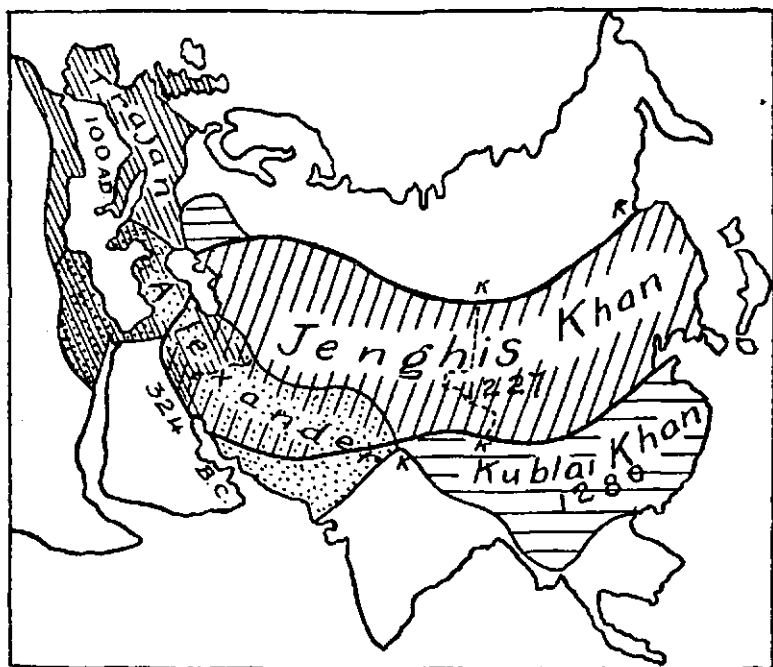 Trajan
100 AD
Alexander
324 BC
Jenghis Khan
1227
Kublai Khan
1280
K
K
K
K
K